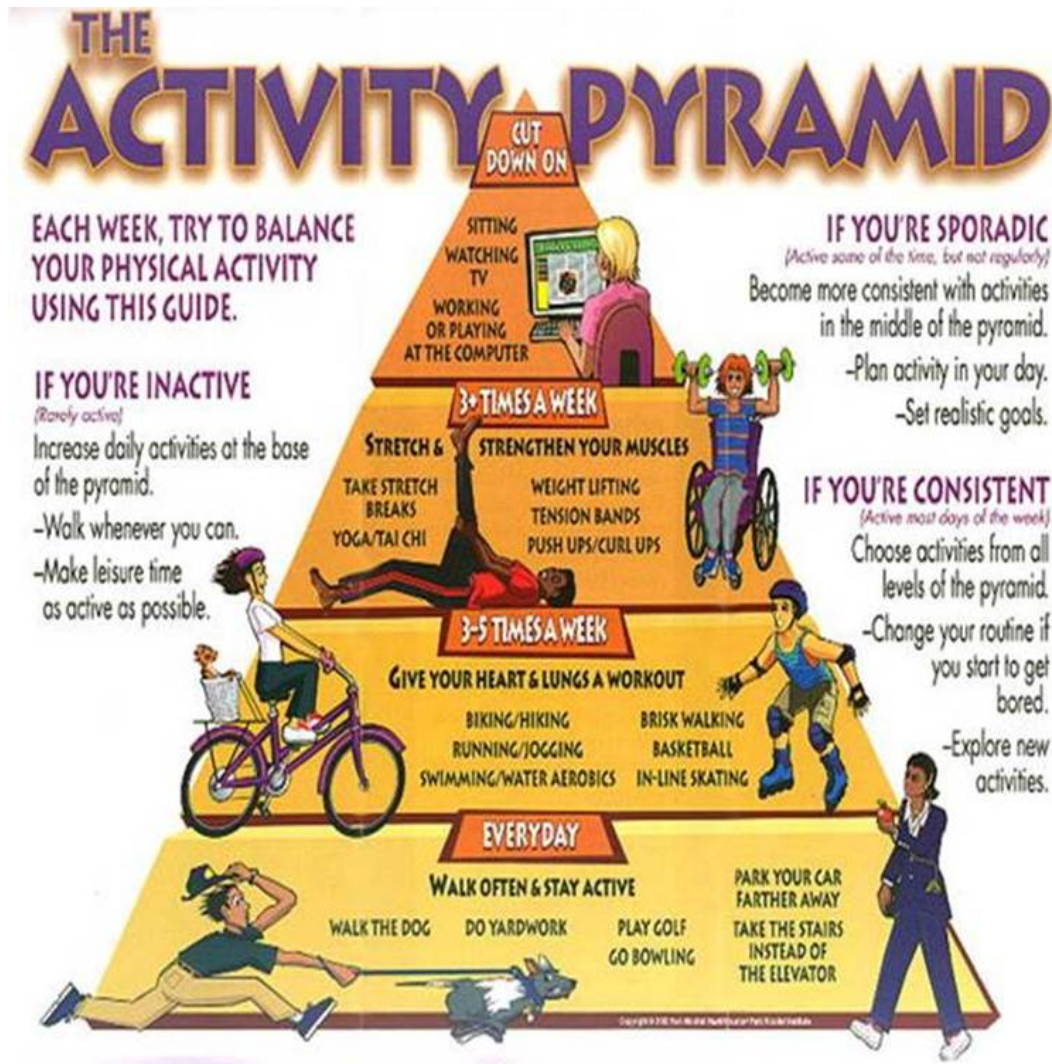 THE
ACTIVITY PYRAMID
EACH WEEK, TRY TO BALANCE
YOUR PHYSICAL ACTIVITY
USING THIS GUIDE.
IF YOU'RE INACTIVE
(Rarely active)
Increase daily activities at the base
of the pyramid.
–Walk whenever you can.
–Make leisure time
as active as possible.
CUT
DOWN ON
SITTING
WATCHING
TV
WORKING
OR PLAYING
AT THE COMPUTER
IF YOU'RE SPORADIC
(Active some of the time, but not regularly)
Become more consistent with activities
in the middle of the pyramid.
–Plan activity in your day.
–Set realistic goals.
IF YOU'RE CONSISTENT
(Active most days of the week)
Choose activities from all
levels of the pyramid.
–Change your routine if
you start to get
bored.
–Explore new
activities.
3+ TIMES A WEEK
STRETCH & STRENGTHEN YOUR MUSCLES
TAKE STRETCH
BREAKS
YOGA/TAI CHI
WEIGHT LIFTING
TENSION BANDS
PUSH UPS/CURL UPS
3-5 TIMES A WEEK
GIVE YOUR HEART & LUNGS A WORKOUT
BIKING/HIKING
RUNNING/JOGGING
SWIMMING/WATER AEROBICS
BRISK WALKING
BASKETBALL
IN-LINE SKATING
EVERYDAY
WALK OFTEN & STAY ACTIVE
WALK THE DOG
DO YARDWORK
PLAY GOLF
GO BOWLING
PARK YOUR CAR
FARTHER AWAY
TAKE THE STAIRS
INSTEAD OF
THE ELEVATOR
Copyright